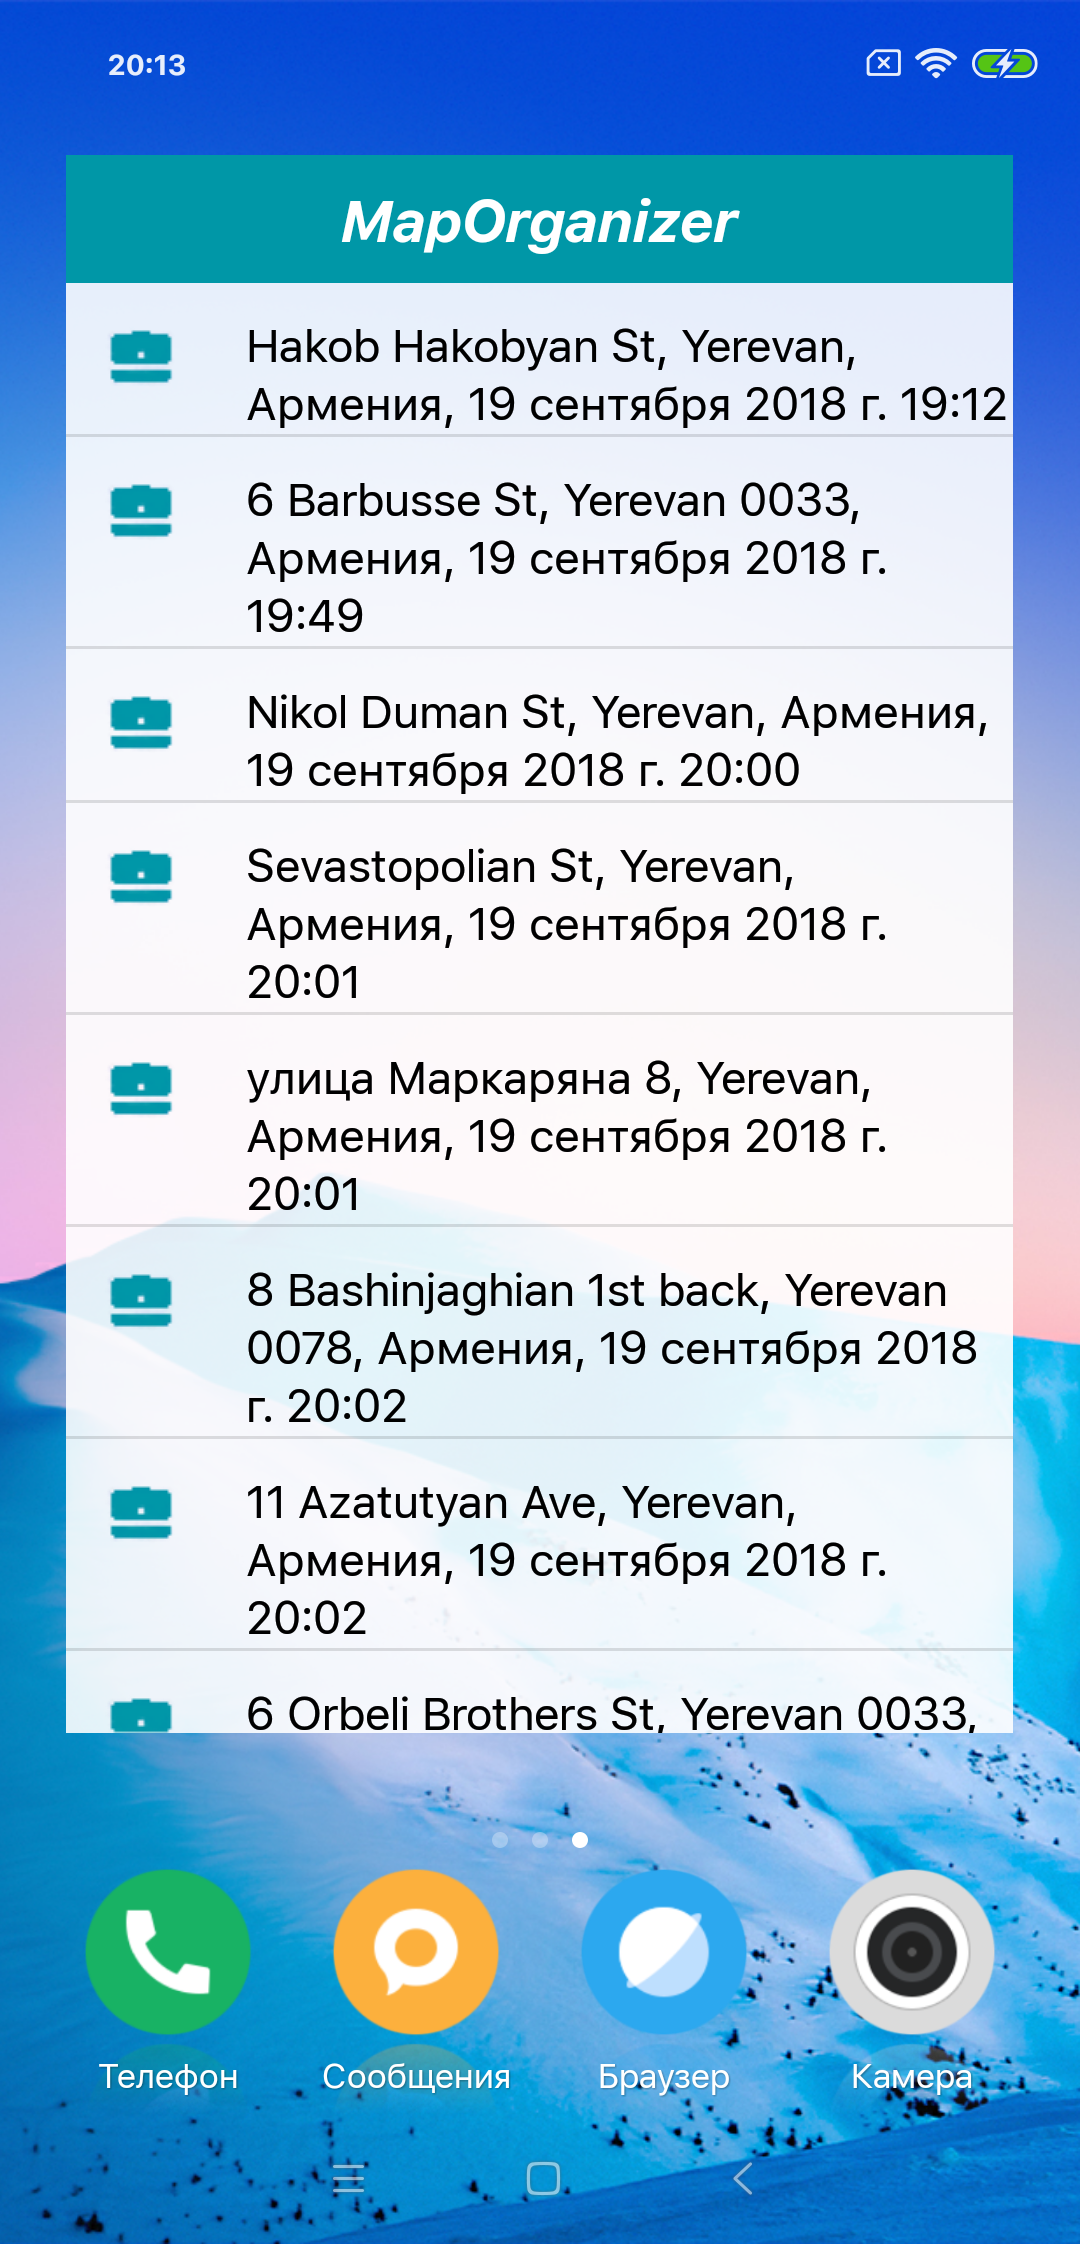 20:13
MapOrganizer
Hakob Hakobyan St, Yerevan,
Армения, 19 сентября 2018 г. 19:12
6 Barbusse St, Yerevan 0033,
Армения, 19 сентября 2018 г.
19:49
Nikol Duman St, Yerevan, Армения,
19 сентября 2018 г. 20:00
Sevastopolian St, Yerevan,
Армения, 19 сентября 2018 г.
20:01
улица Маркаряна 8, Yerevan,
Армения, 19 сентября 2018 г.
20:01
8 Bashinjaghian 1st back, Yerevan
0078, Армения, 19 сентября 2018
г. 20:02
11 Azatutyan Ave, Yerevan,
Армения, 19 сентября 2018 г.
20:02
6 Orbeli Brothers St, Yerevan 0033,
Телефон
Сообщения
Браузер
Камера